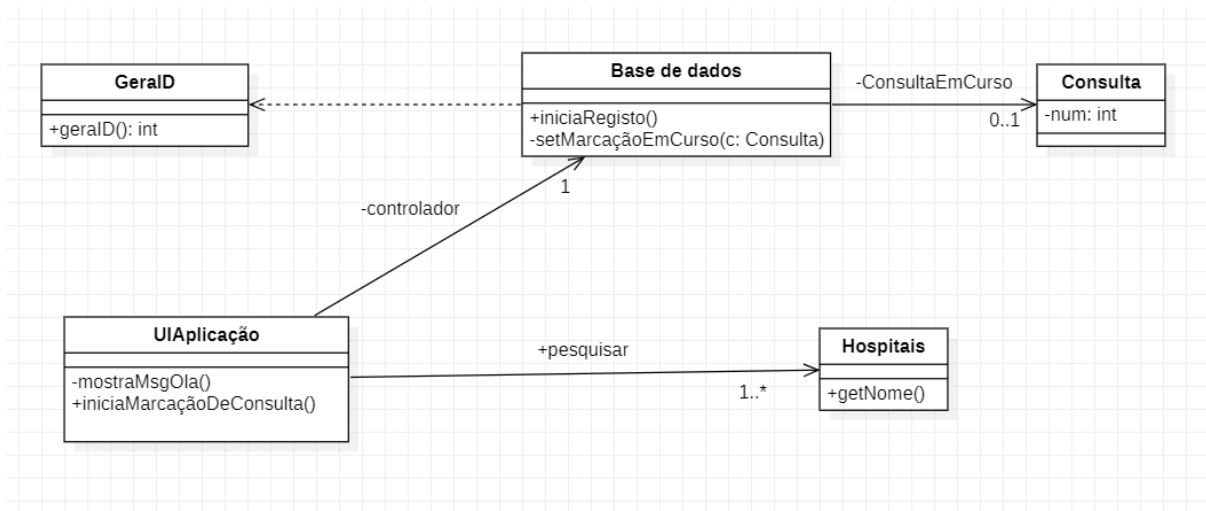 GeraID
+geraID(): int
Base de dados
+iniciaRegisto()
-setMarcaçãoEmCurso(c: Consulta)
-ConsultaEmCurso
0..1
Consulta
-num: int
1
-controlador
UIAplicação
-mostraMsgOla()
+iniciaMarcaçãoDeConsulta()
+pesquisar
1..*
Hospitais
+getNome()